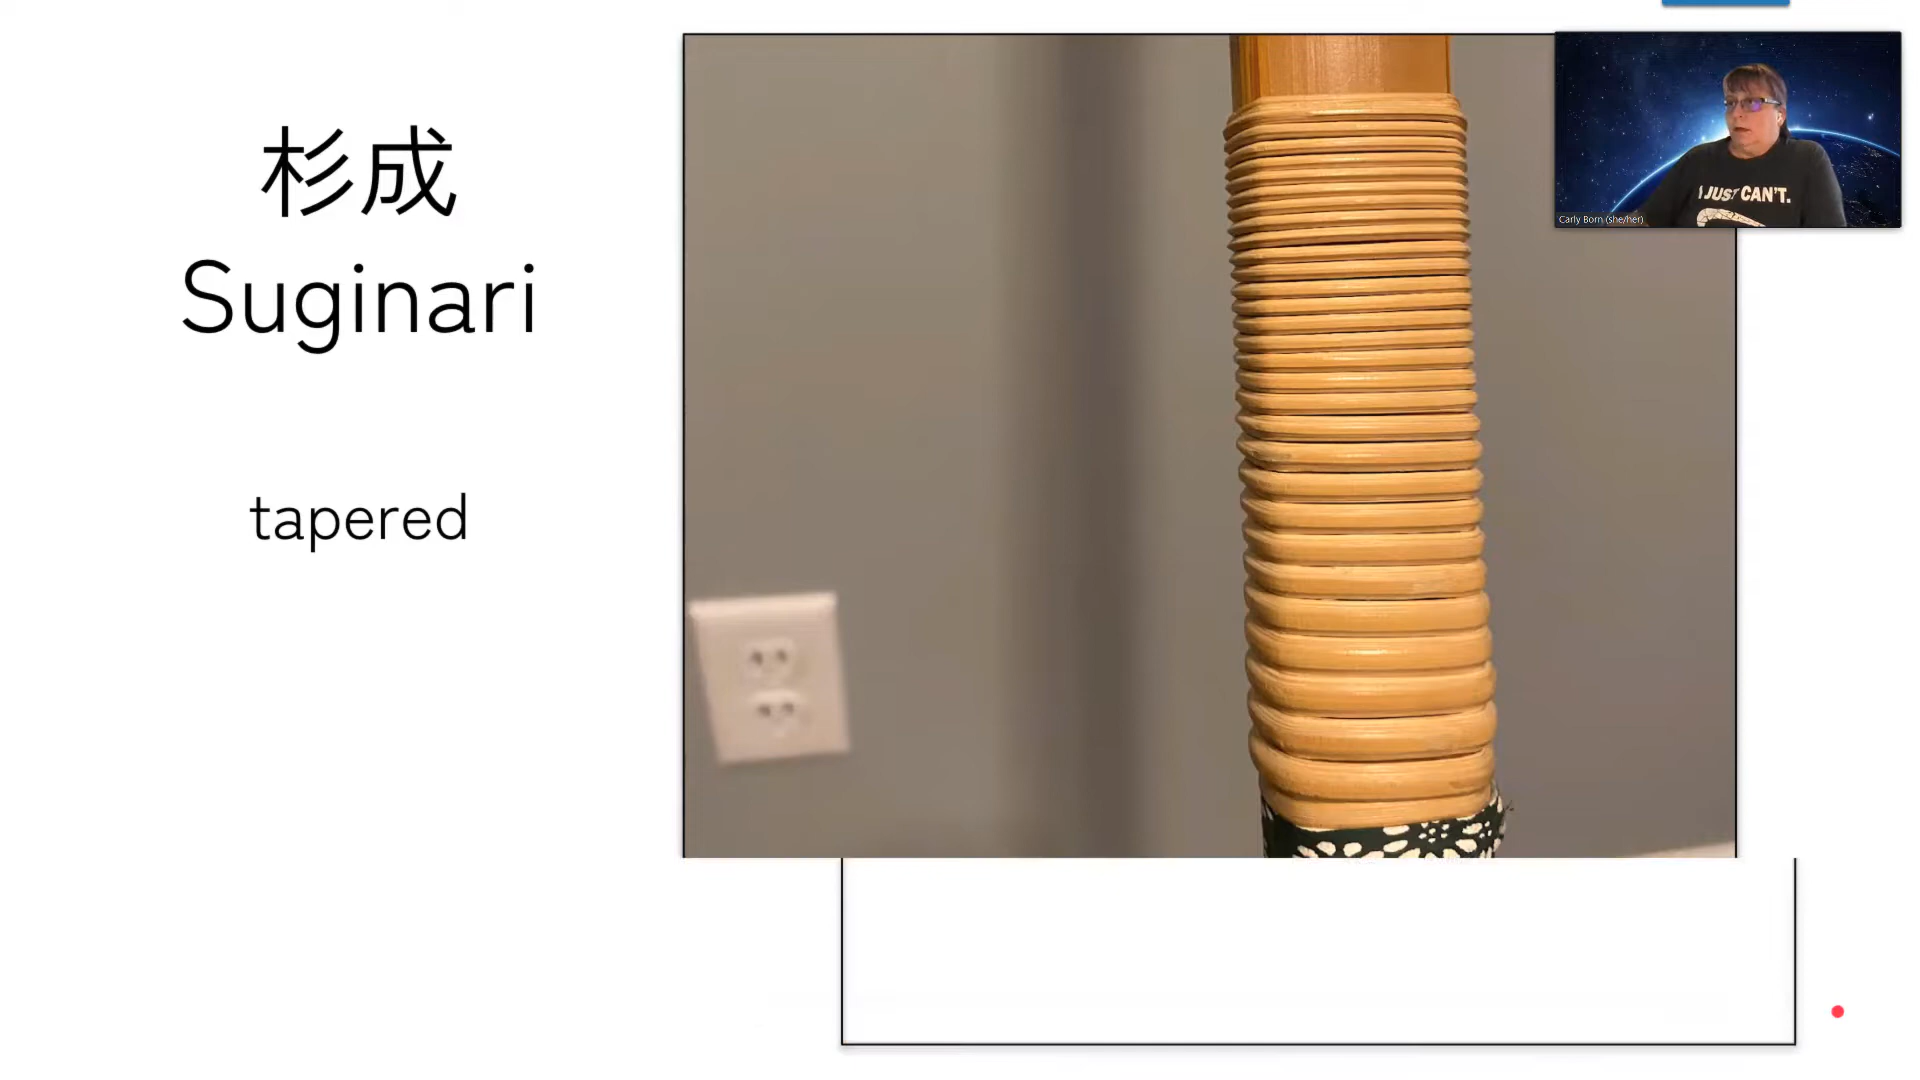 杉成
Suginari
tapered
I JUST CAN'T.
Carly Born (she/her)